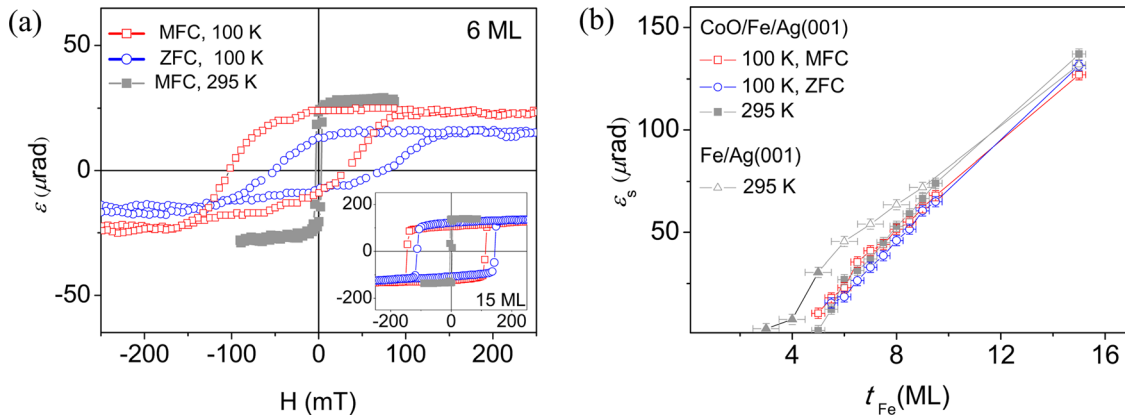 (a)
50
0
-50
ε (μrad)
MFC, 100 K
ZFC, 100 K
MFC, 295 K
6 ML
200
100
0
-100
-200
15 ML
-200
0
200
-200
-100
0
100
200
H (mT)
(b)
150
100
50
εs (μrad)
CoO/Fe/Ag(001)
100 K, MFC
100 K, ZFC
295 K
Fe/Ag(001)
295 K
4
8
12
16
tFe(ML)